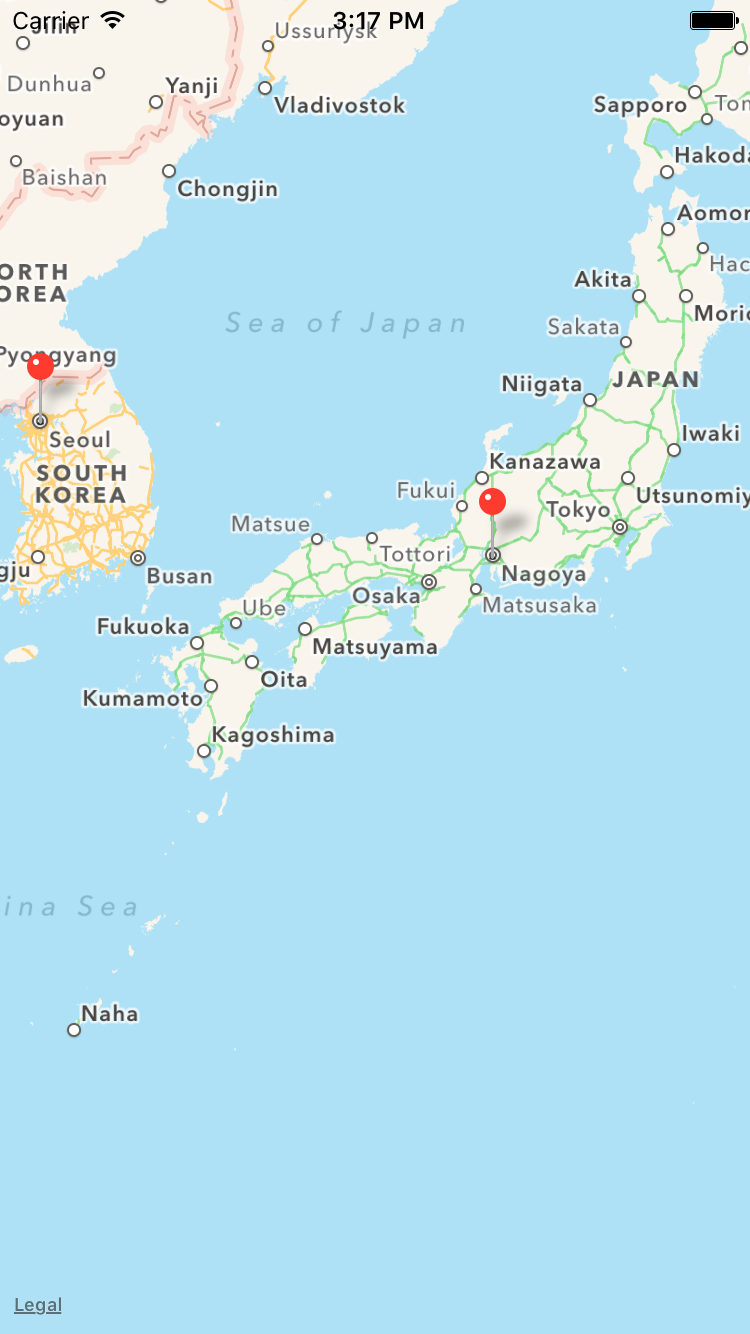 Carrier
3:17 PM
Ussuriysk
Dunhua
Yanji
Vladivostok
Sapporo
oyuan
Tom
Hakoda
Baishan
Chongjin
Aomor
Hac
ORTH
OREA
Akita
Morio
Sea of Japan
Sakata
Pyongyang
JAPAN
Niigata
Seoul
Iwaki
Kanazawa
SOUTH
KOREA
Fukui
Utsunomiy
Tokyo
Matsue
Tottori
gju
Busan
Nagoya
Osaka
Matsusaka
Ube
Fukuoka
Matsuyama
Oita
Kumamoto
Kagoshima
ina Sea
Naha
Legal